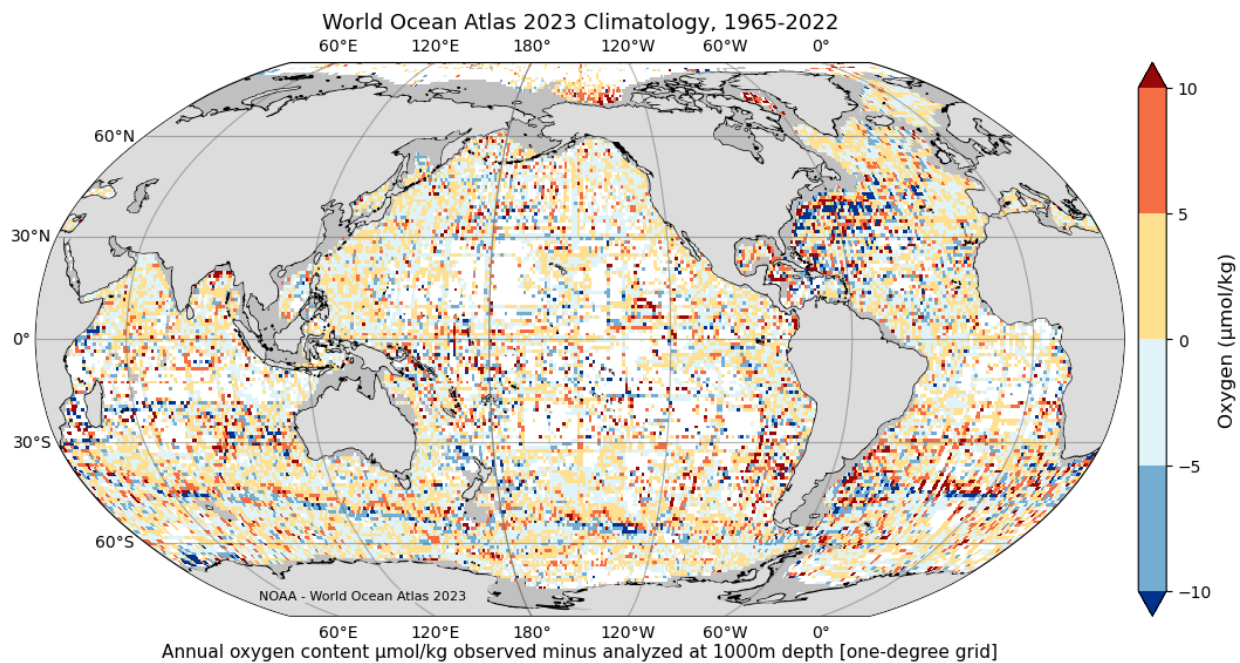 World Ocean Atlas 2023 Climatology, 1965-2022
60°E 120°E 180° 120°W 60°W 0°
60°N
30°N
0°
30°S
60°S
NOAA - World Ocean Atlas 2023
60°E 120°E 180° 120°W 60°W 0°
Annual oxygen content µmol/kg observed minus analyzed at 1000m depth [one-degree grid]
10
5
0
−5
−10
Oxygen (µmol/kg)